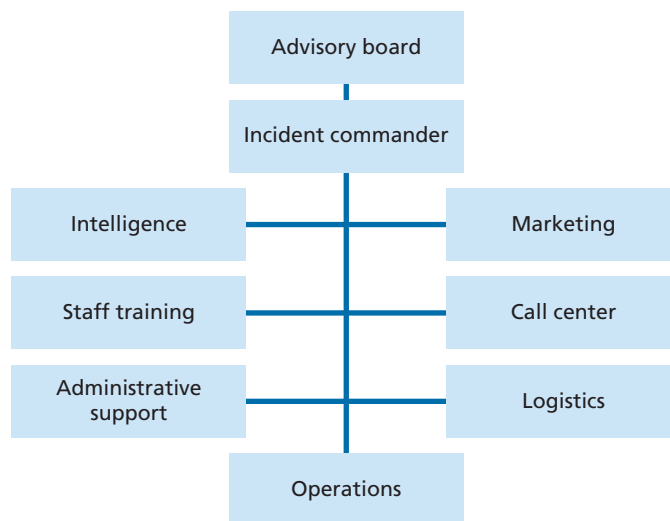 Advisory board
Incident commander
Intelligence
Marketing
Staff training
Call center
Administrative
support
Logistics
Operations